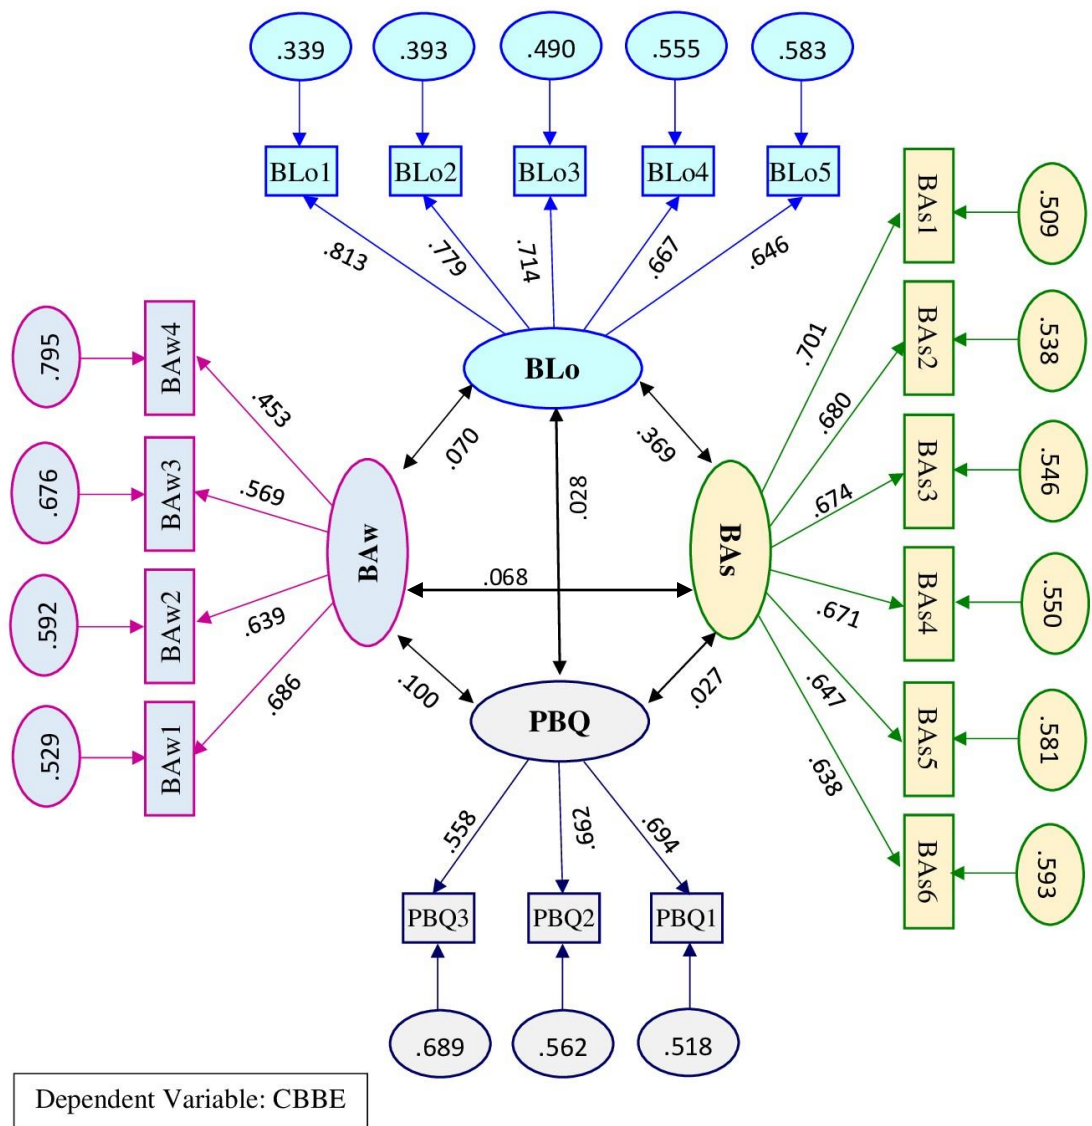 .339 .393 .490 .555 .583
BLo1 BLo2 BLo3 BLo4 BLo5
.813 .779 .714 .667 .646
BLo
BAs1 .509
BAs2 .538
BAs3 .546
BAs4 .550
BAs5 .581
BAs6 .593
.701
.680
.674
.671
.647
.638
BAs
.795 BAw4
.676 BAw3
.592 BAw2
.529 BAw1
.453
.569
.639
.686
BAw
.070
.369
.028
.068
.100
.027
PBQ
.558 .662 .694
PBQ3 PBQ2 PBQ1
.689 .562 .518
Dependent Variable: CBBE